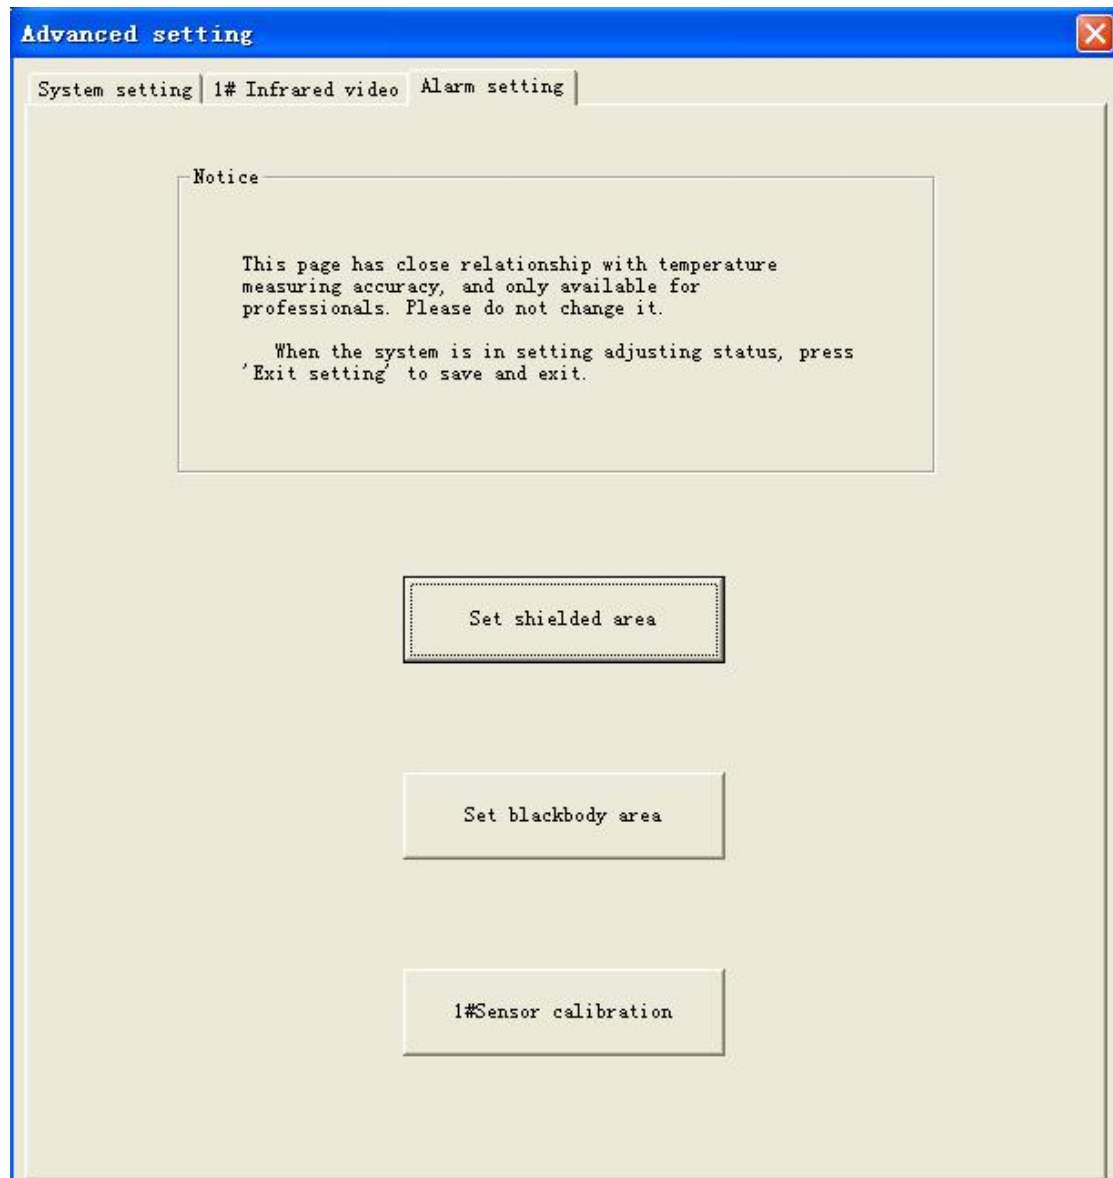 Advanced setting
System setting 1# Infrared video Alarm setting
Notice
This page has close relationship with temperature
measuring accuracy, and only available for
professionals. Please do not change it.
When the system is in setting adjusting status, press
'Exit setting' to save and exit.
Set shielded area
Set blackbody area
1#Sensor calibration